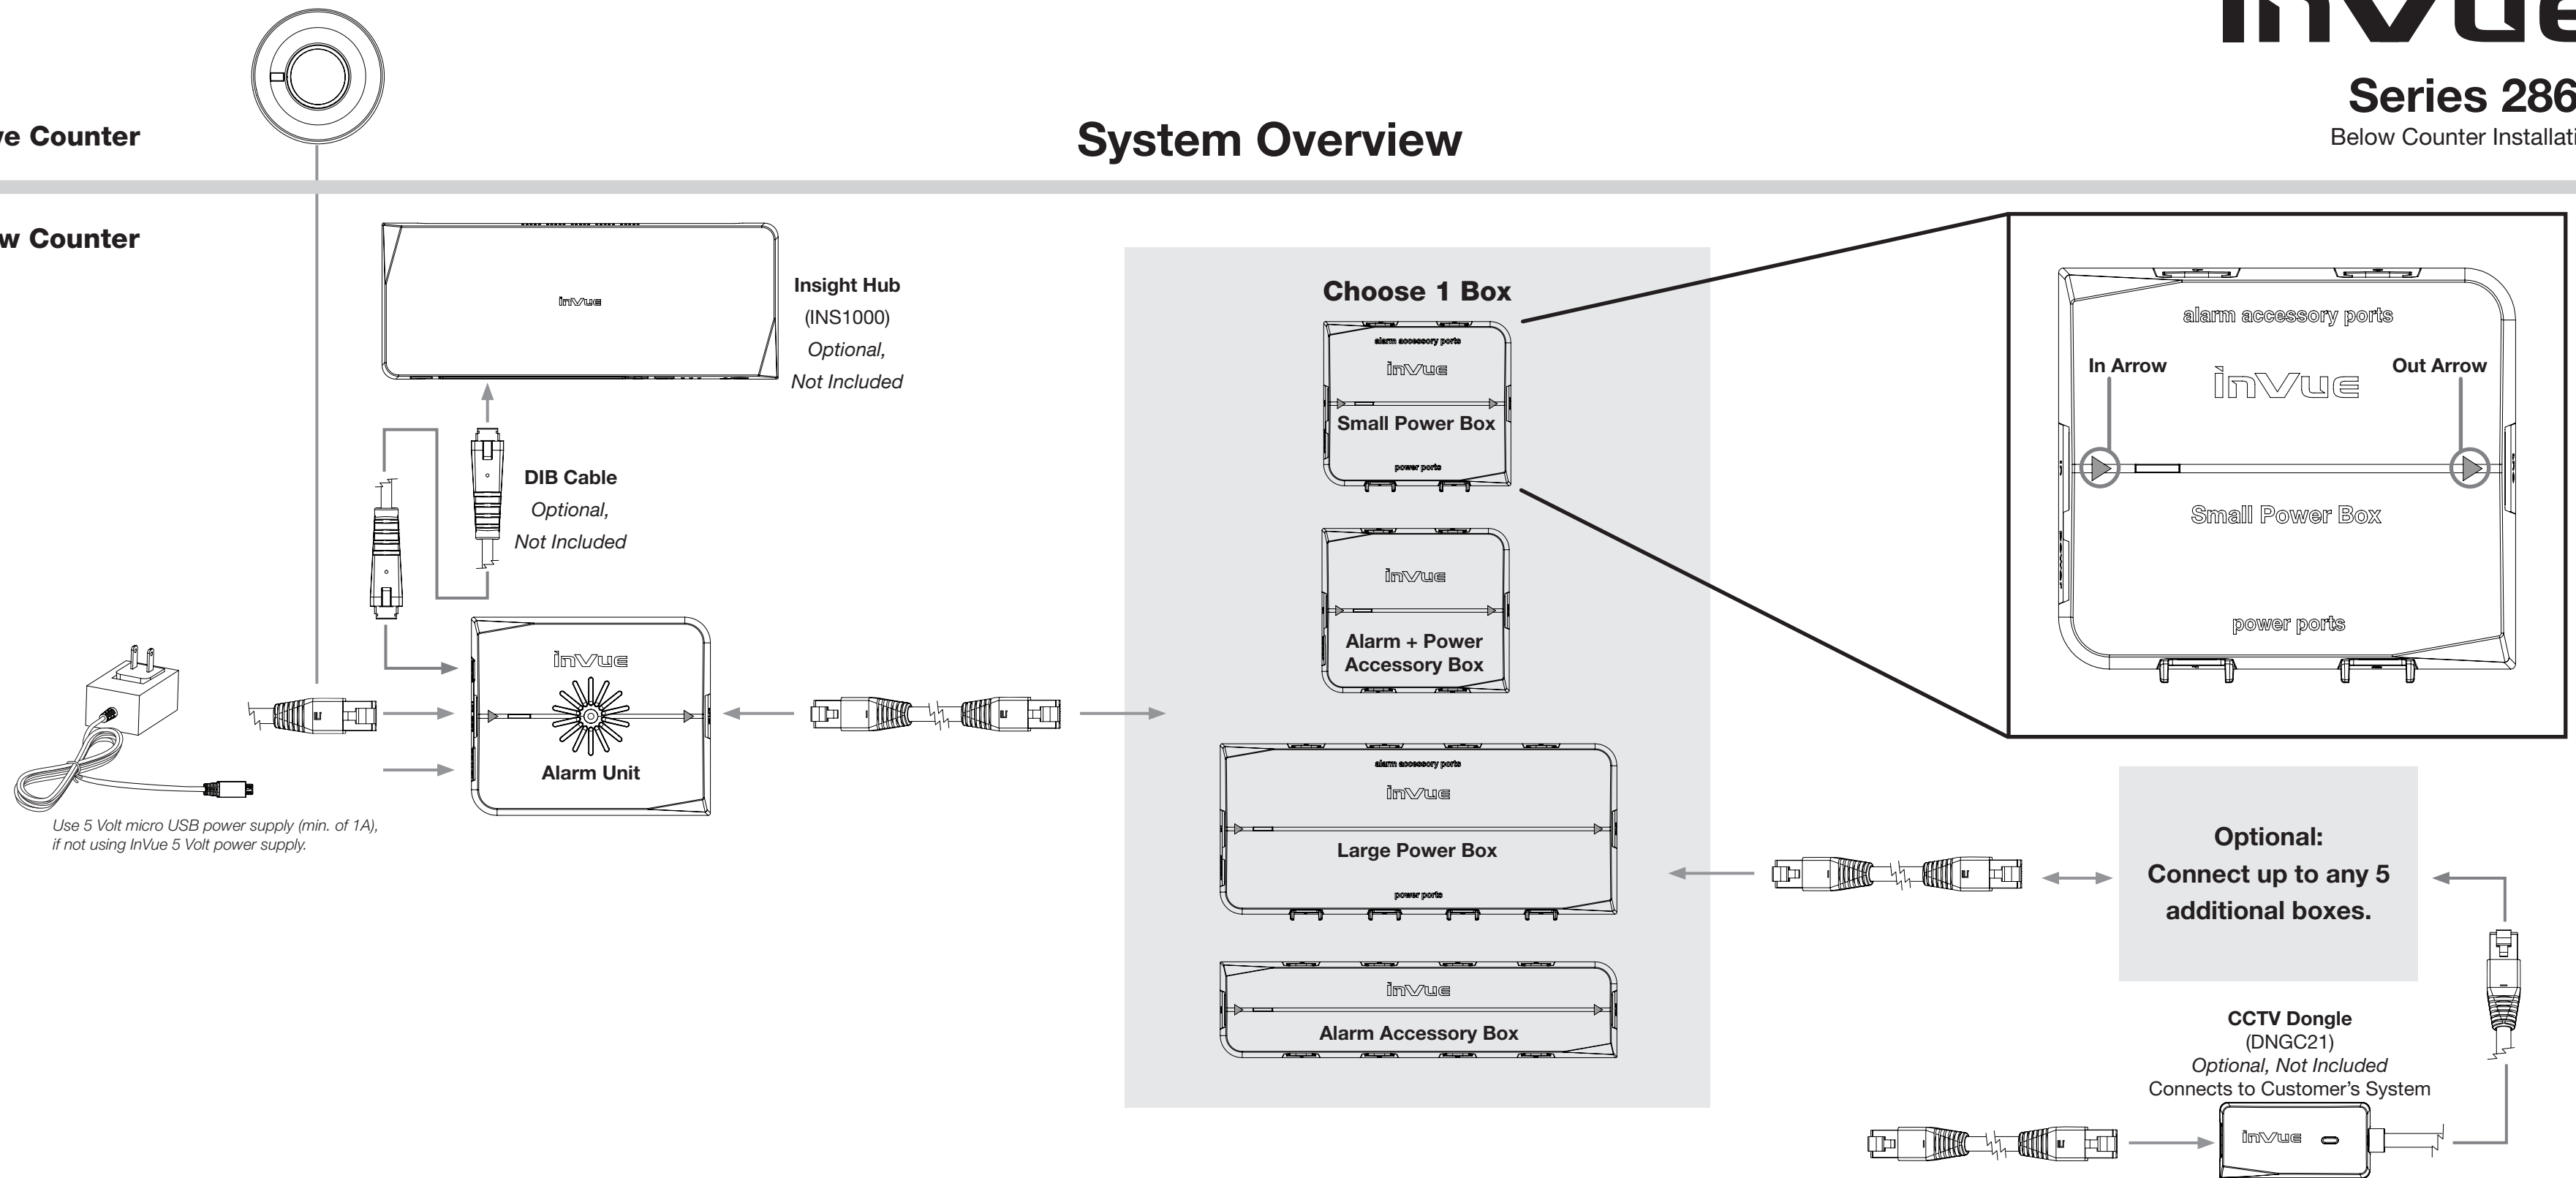 inVue
Series 286
Below Counter Installati
System Overview
ve Counter
w Counter
inVue
Insight Hub
(INS1000)
Optional,
Not Included
DIB Cable
Optional,
Not Included
inVue
Alarm Unit
Use 5 Volt micro USB power supply (min. of 1A),
if not using InVue 5 Volt power supply.
Choose 1 Box
alarm accessory ports
inVue
Small Power Box
power ports
inVue
Alarm + Power
Accessory Box
alarm accessory ports
inVue
Large Power Box
power ports
inVue
Alarm Accessory Box
alarm accessory ports
In Arrow
inVue
Out Arrow
Small Power Box
power ports
Optional:
Connect up to any 5
additional boxes.
CCTV Dongle
(DNGC21)
Optional, Not Included
Connects to Customer's System
inVue